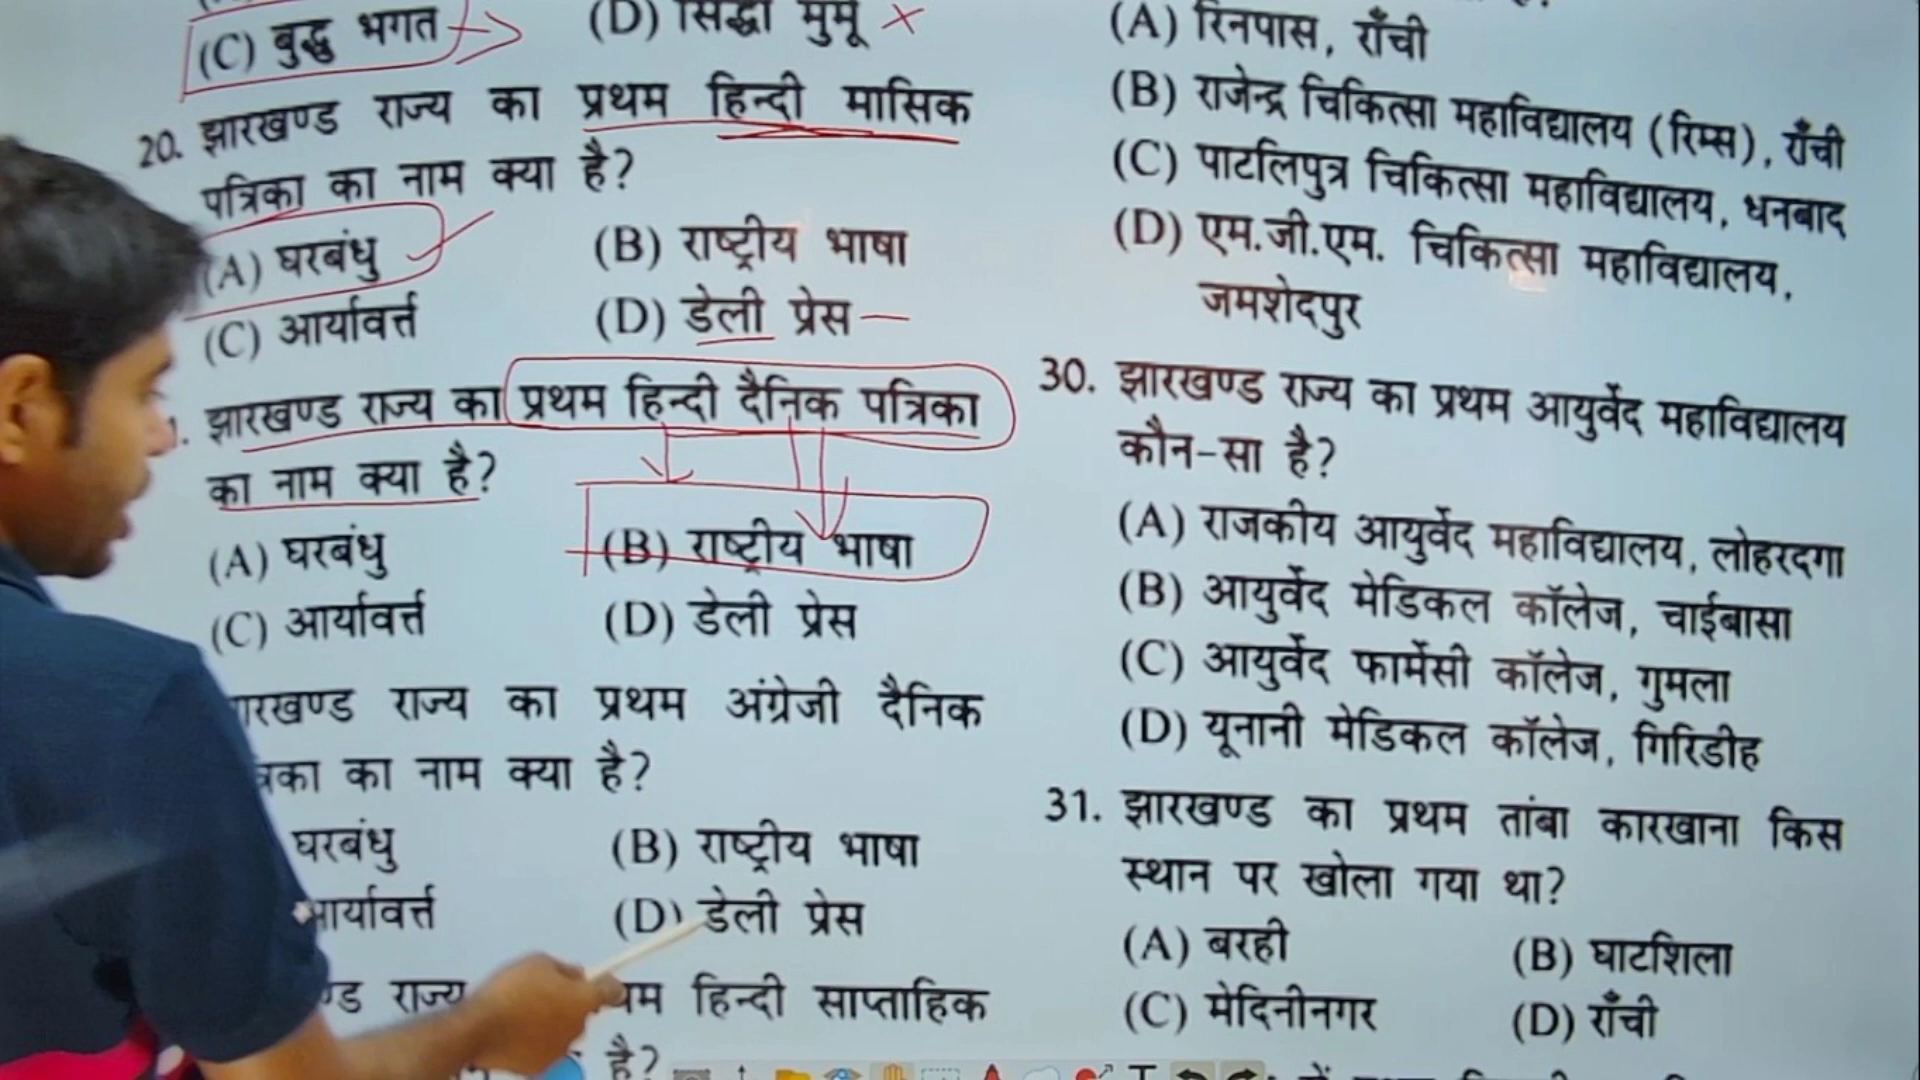 (C) बुद्धु भगत (D) सिद्धो मुर्मू
20. झारखण्ड राज्य का प्रथम हिन्दी मासिक
पत्रिका का नाम क्या है?
(A) घरबंधु (B) राष्ट्रीय भाषा
(C) आर्यावर्त्त (D) डेली प्रेस
झारखण्ड राज्य का प्रथम हिन्दी दैनिक पत्रिका
का नाम क्या है?
(A) घरबंधु (B) राष्ट्रीय भाषा
(C) आर्यावर्त्त (D) डेली प्रेस
राज्य का प्रथम अंग्रेजी दैनिक
का नाम क्या है?
घरबंधु (B) राष्ट्रीय भाषा
(D) डेली प्रेस
राज्य हिन्दी साप्ताहिक
है?
(A) रिनपास, राँची
(B) राजेन्द्र चिकित्सा महाविद्यालय (रिम्स), राँची
(C) पाटलिपुत्र चिकित्सा महाविद्यालय, धनबाद
(D) एम.जी.एम. चिकित्सा महाविद्यालय,
जमशेदपुर
30. झारखण्ड राज्य का प्रथम आयुर्वेद महाविद्यालय
कौन-सा है?
(A) राजकीय आयुर्वेद महाविद्यालय, लोहरदगा
(B) आयुर्वेद मेडिकल कॉलेज, चाईबासा
(C) आयुर्वेद फार्मेसी कॉलेज, गुमला
(D) यूनानी मेडिकल कॉलेज, गिरिडीह
31. झारखण्ड का प्रथम तांबा कारखाना किस
स्थान पर खोला गया था?
(A) बरही (B) घाटशिला
(C) मेदिनीनगर (D) राँची